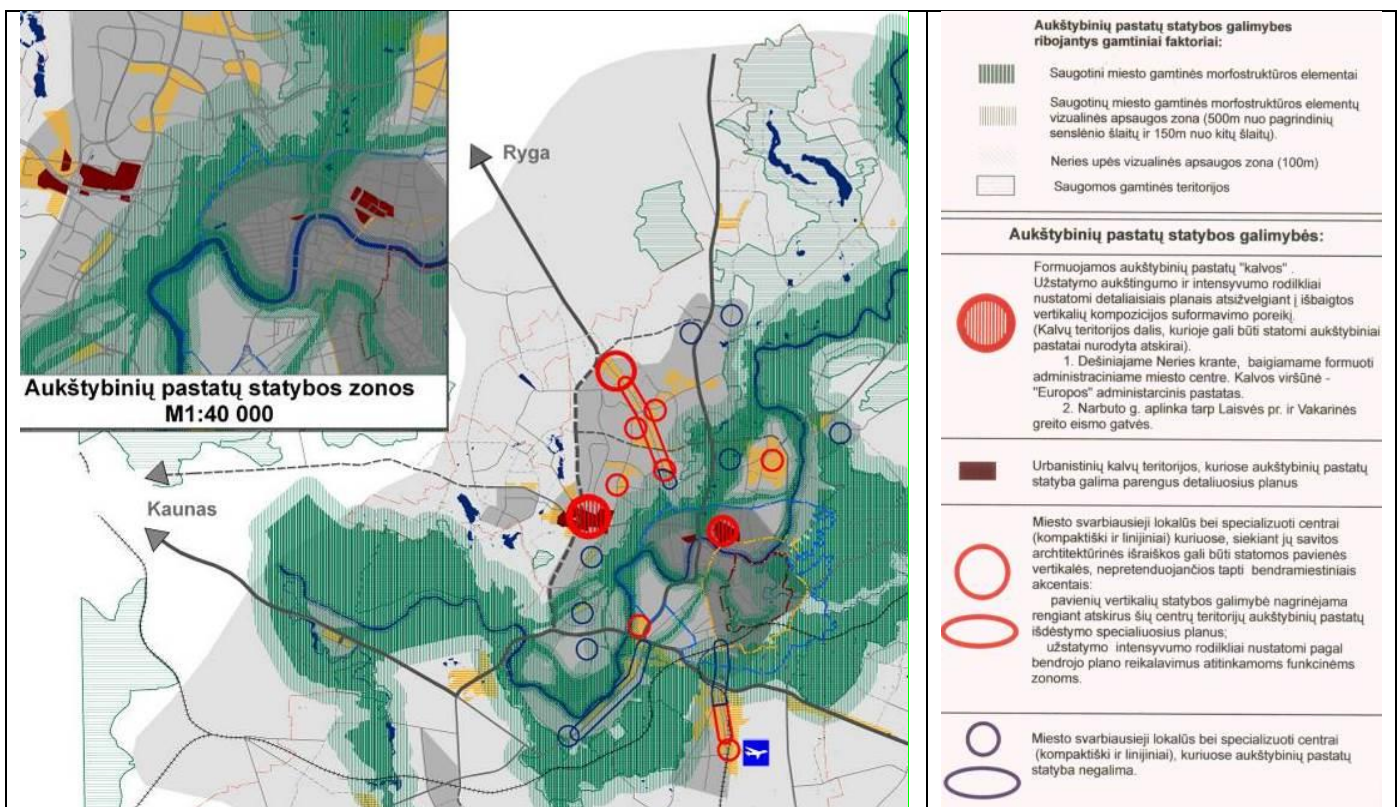 Aukštybinių pastatų statybos zonos
M1:40 000
Ryga
Kaunas
Aukštybinių pastatų statybos galimybes
ribojantys gamtiniai faktoriai:
Saugotini miesto gamtinės morfostruktūros elementai
Saugotinų miesto gamtinės morfostruktūros elementų
vizualinės apsaugos zona (500m nuo pagrindinių
senslėnio šlaitų ir 150m nuo kitų šlaitų).
Neries upės vizualinės apsaugos zona (100m)
Saugomos gamtinės teritorijos
Aukštybinių pastatų statybos galimybės:
Formuojamos aukštybinių pastatų "kalvos" .
Užstatymo aukštingumo ir intensyvumo rodilkliai
nustatomi detaliaisiais planais atsižvelgiant į išbaigtos
vertikalių kompozicijos suformavimo poreikį.
(Kalvų teritorijos dalis, kurioje gali būti statomi aukštybiniai
pastatai nurodyta atskirai).
1. Dešiniajame Neries krante, baigiamame formuoti
administraciniame miesto centre. Kalvos viršūnė -
"Europos" administarcinis pastatas.
2. Narbuto g. aplinka tarp Laisvės pr. ir Vakarinės
greito eismo gatvės.
Urbanistinių kalvų teritorijos, kuriose aukštybinių pastatų
statyba galima parengus detaliuosius planus
Miesto svarbiausieji lokalūs bei specializuoti centrai
(kompaktiški ir linijiniai) kuriuose, siekiant jų savitos
archtitektūrinės išraiškos gali būti statomos pavienės
vertikalės, nepretenduojančios tapti bendramiestiniais
akcentais:
pavienių vertikalių statybos galimybė nagrinėjama
rengiant atskirus šių centrų teritorijų aukštybinių pastatų
išdėstymo specialiuosius planus;
užstatymo intensyvumo rodilkliai nustatomi pagal
bendrojo plano reikalavimus atitinkamoms funkcinėms
zonoms.
Miesto svarbiausieji lokalūs bei specializuoti centrai
(kompaktiški ir linijiniai), kuriuose aukštybinių pastatų
statyba negalima.